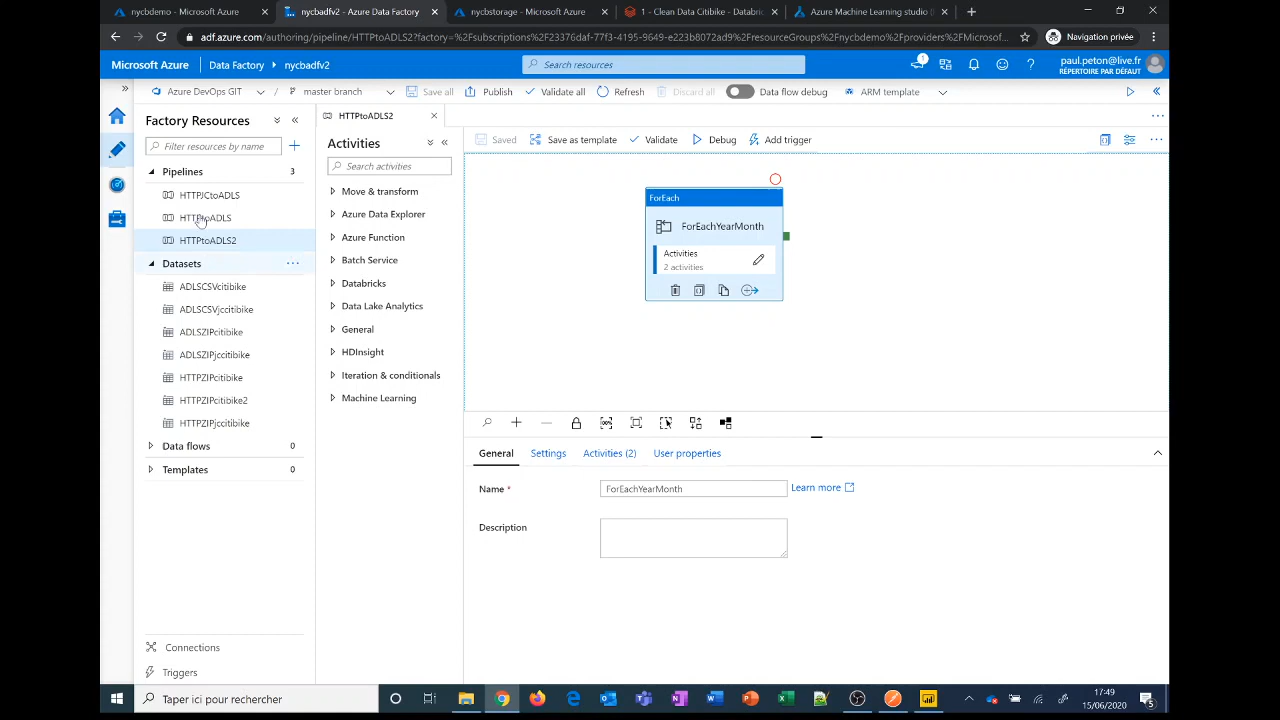 nycbdemo - Microsoft Azure
nycbadfv2 - Azure Data Factory
nycbstorage - Microsoft Azure
1 - Clean Data Citibike - Databric
Azure Machine Learning studio (
adf.azure.com/authoring/pipeline/HTTPtoADLS2?factory=%2Fsubscriptions%2F23376daf-77f3-4195-9649-e223b8072ad9%2FresourceGroups%2Fnycbdemo%2Fproviders%2FMicrosof...
Navigation privée
Microsoft Azure
Data Factory
nycbadfv2
Search resources
1
paul.peton@live.fr
RÉPERTOIRE PAR DÉFAUT
Azure DevOps GIT
master branch
Save all
Publish
Validate all
Refresh
Discard all
Data flow debug
ARM template
Factory Resources
HTTPtoADLS2
Filter resources by name
Activities
Saved
Save as template
Validate
Debug
Add trigger
Search activities
Pipelines
3
HTTPJCtoADLS
HTTPtoADLS
HTTPtoADLS2
Datasets
ADLSCSVcitibike
ADLSCSVjccitibike
ADLSZIPcitibike
ADLSZIPjccitibike
HTTPZIPcitibike
HTTPZIPcitibike2
HTTPZIPjccitibike
Data flows
0
Templates
0
Connections
Triggers
Move & transform
Azure Data Explorer
Azure Function
Batch Service
Databricks
Data Lake Analytics
General
HDInsight
Iteration & conditionals
Machine Learning
ForEach
ForEachYearMonth
Activities
2 activities
General
Settings
Activities (2)
User properties
Name *
ForEachYearMonth
Learn more
Description
Taper ici pour rechercher
17:49
15/06/2020
5